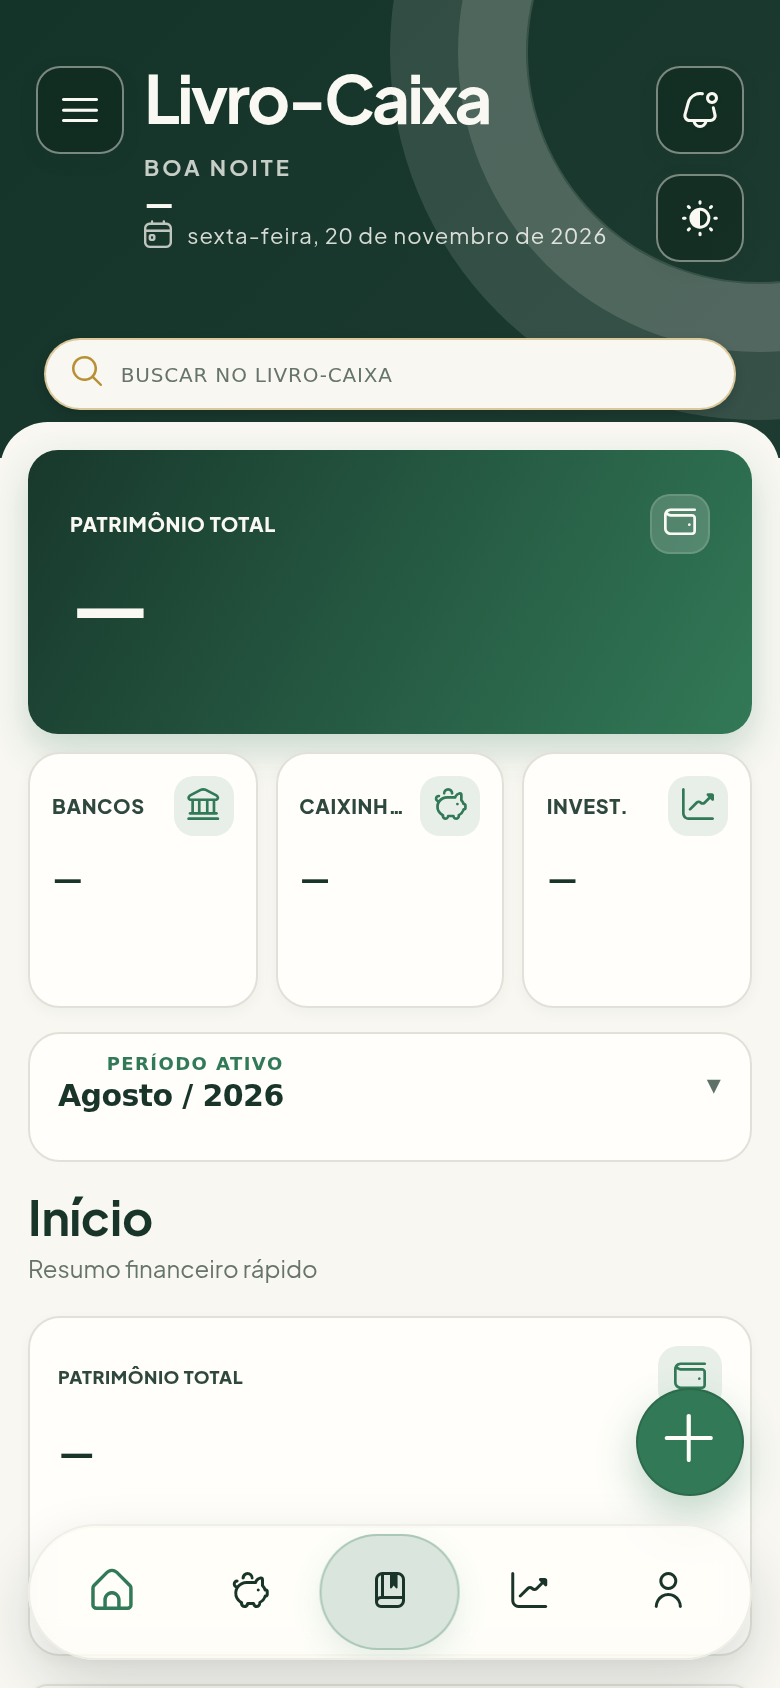 Livro-Caixa
BOA NOITE
—
sexta-feira, 20 de novembro de 2026
BUSCAR NO LIVRO-CAIXA
PATRIMÔNIO TOTAL
—
BANCOS
—
CAIXINH…
—
INVEST.
—
PERÍODO ATIVO
Agosto / 2026
▼
Início
Resumo financeiro rápido
PATRIMÔNIO TOTAL
—